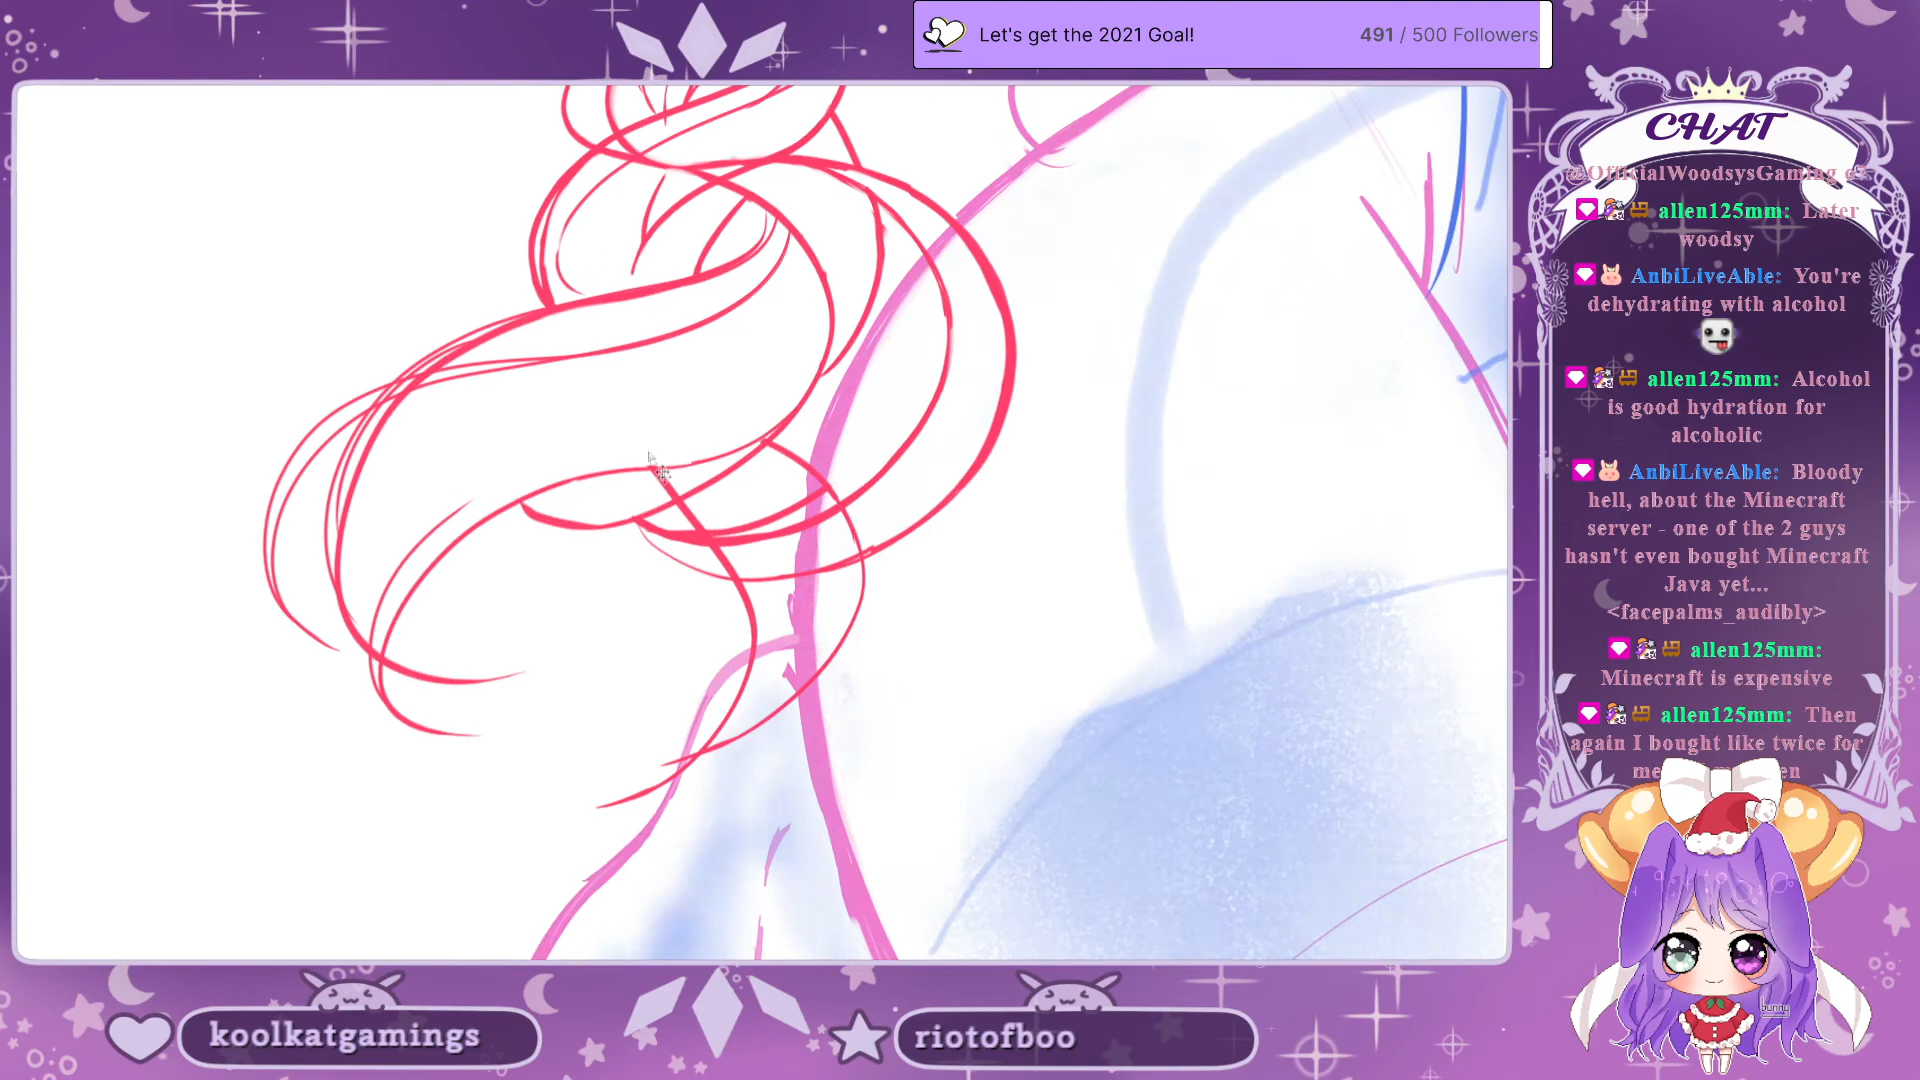 Let's get the 2021 Goal!
491 / 500 Followers
CHAT
@OfficialWoodsysGaming o7
allen125mm: Later
woodsy
AnbiLiveAble: You're
dehydrating with alcohol
allen125mm: Alcohol
is good hydration for
alcoholic
AnbiLiveAble: Bloody
hell, about the Minecraft
server - one of the 2 guys
hasn't even bought Minecraft
Java yet...
<facepalms_audibly>
allen125mm:
Minecraft is expensive
allen125mm: Then
again I bought like twice for
bunny
koolkatgamings
riotofboo